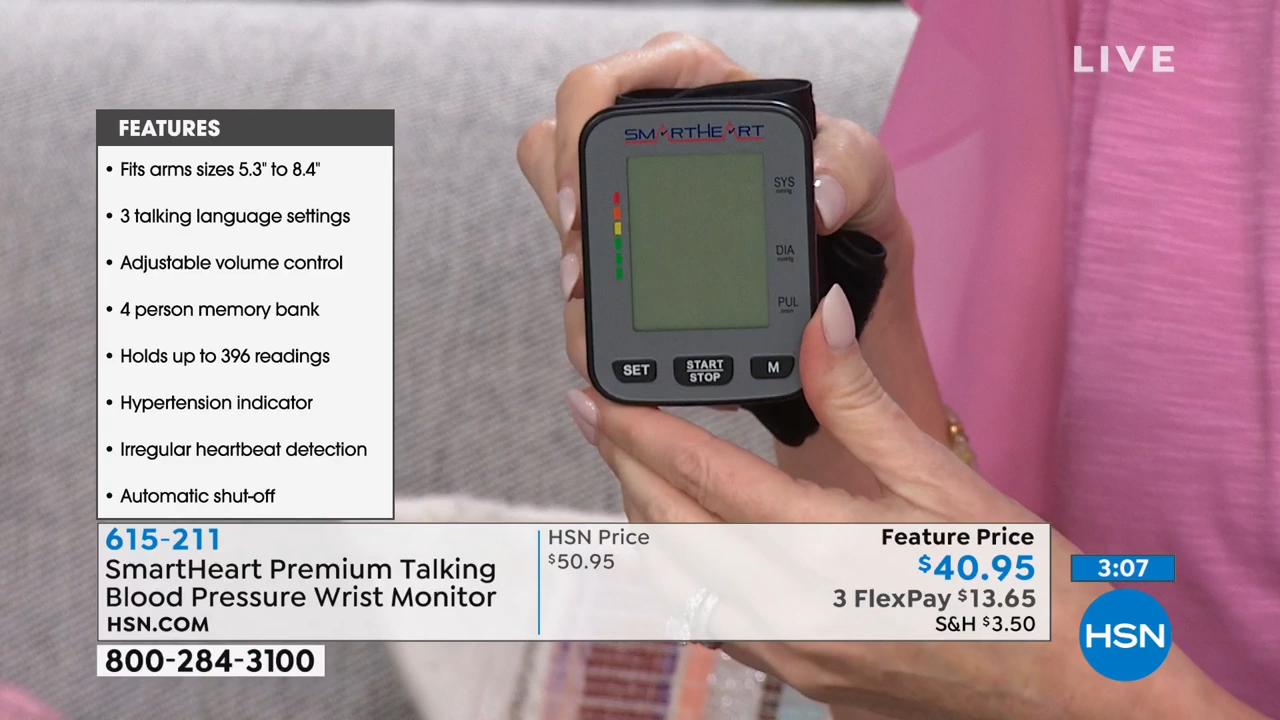 LIVE
FEATURES
• Fits arms sizes 5.3" to 8.4"
• 3 talking language settings
• Adjustable volume control
• 4 person memory bank
• Holds up to 396 readings
• Hypertension indicator
• Irregular heartbeat detection
• Automatic shut-off
SMARTHEART
SYS
mmHg
DIA
mmHg
PUL
/min
SET
START
STOP
M
615-211
SmartHeart Premium Talking
Blood Pressure Wrist Monitor
HSN.COM
HSN Price
$50.95
Feature Price
$40.95
3 FlexPay $13.65
S&H $3.50
3:07
HSN
800-284-3100